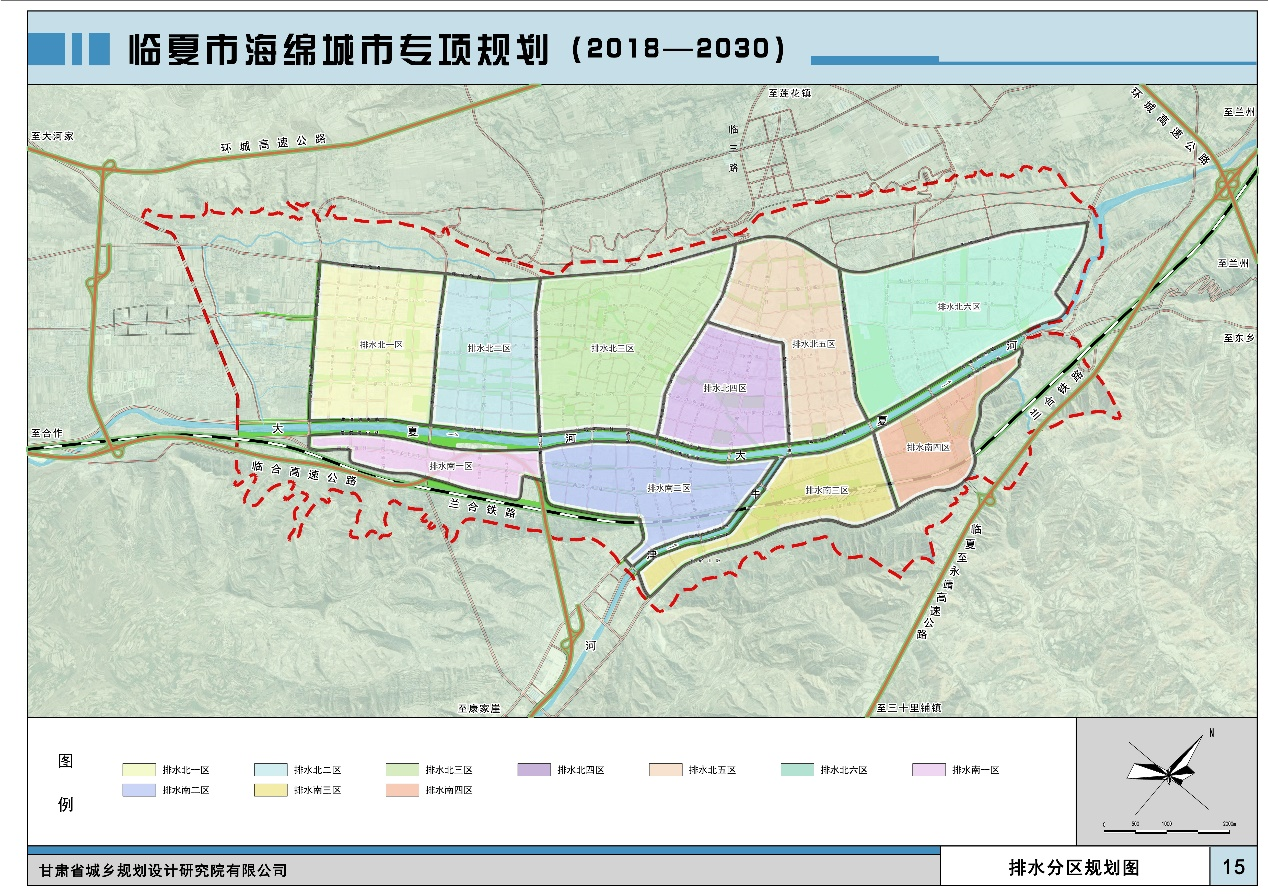 临夏市海绵城市专项规划（2018—2030）
至莲花镇
环城高速公路
至兰州
至大河家
环城高速公路
临三路
至兰州
至东乡
排水北一区
排水北二区
排水北三区
排水北四区
排水北五区
排水北六区
至合作
大夏河
大夏河
临合高速公路
兰合铁路
兰合铁路
排水南一区
排水南二区
排水南三区
排水南四区
牛津河
临夏至永靖高速公路
至康家崖
至三十里铺镇
图例
排水北一区
排水北二区
排水北三区
排水北四区
排水北五区
排水北六区
排水南一区
排水南二区
排水南三区
排水南四区
N
0 500 1000 2000m
甘肃省城乡规划设计研究院有限公司
排水分区规划图
15